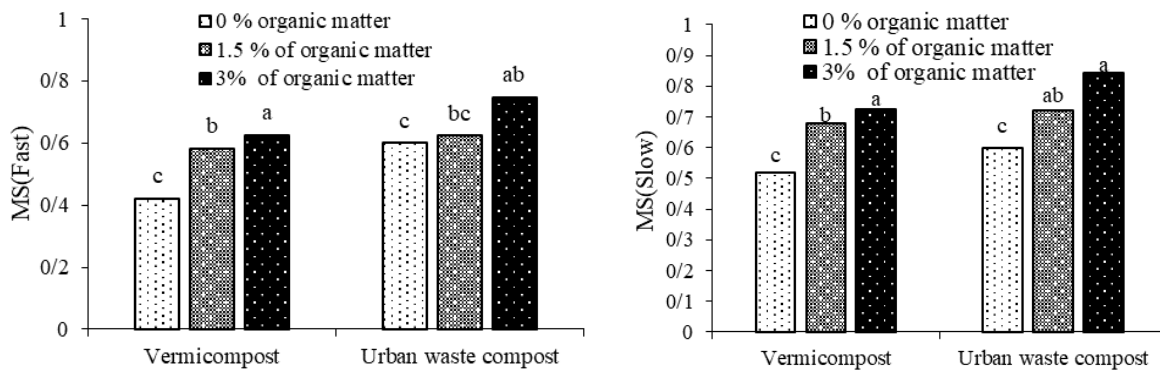 1
0/8
0/6
0/4
0/2
0
MS(Fast)
0 % organic matter
1.5 % of organic matter
3% of organic matter
c
b
a
c
bc
ab
Vermicompost
Urban waste compost
1
0/9
0/8
0/7
0/6
0/5
0/4
0/3
0/2
0/1
0
MS(Slow)
0 % organic matter
1.5 % of organic matter
3% of organic matter
c
b
a
c
ab
a
Vermicompost
Urban waste compost